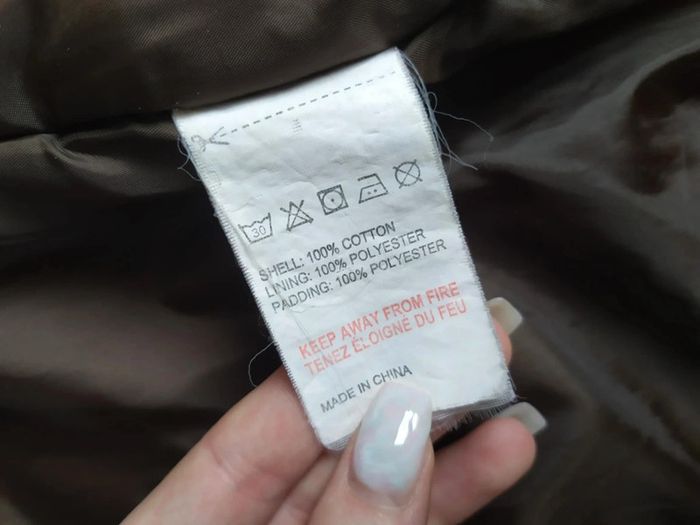 30
SHELL: 100% COTTON
LINING: 100% POLYESTER
PADDING: 100% POLYESTER
KEEP AWAY FROM FIRE
TENEZ ÉLOIGNÉ DU FEU
MADE IN CHINA